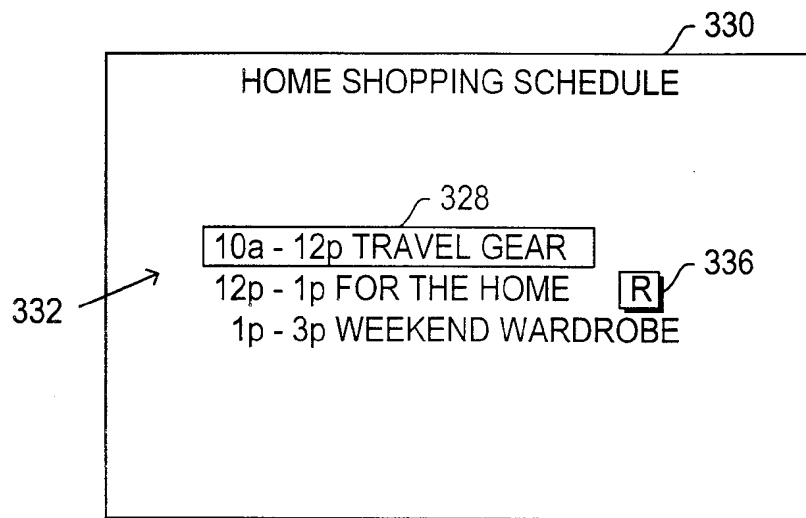 330
HOME SHOPPING SCHEDULE
328
10a - 12p TRAVEL GEAR
336
12p - 1p FOR THE HOME R
332
1p - 3p WEEKEND WARDROBE